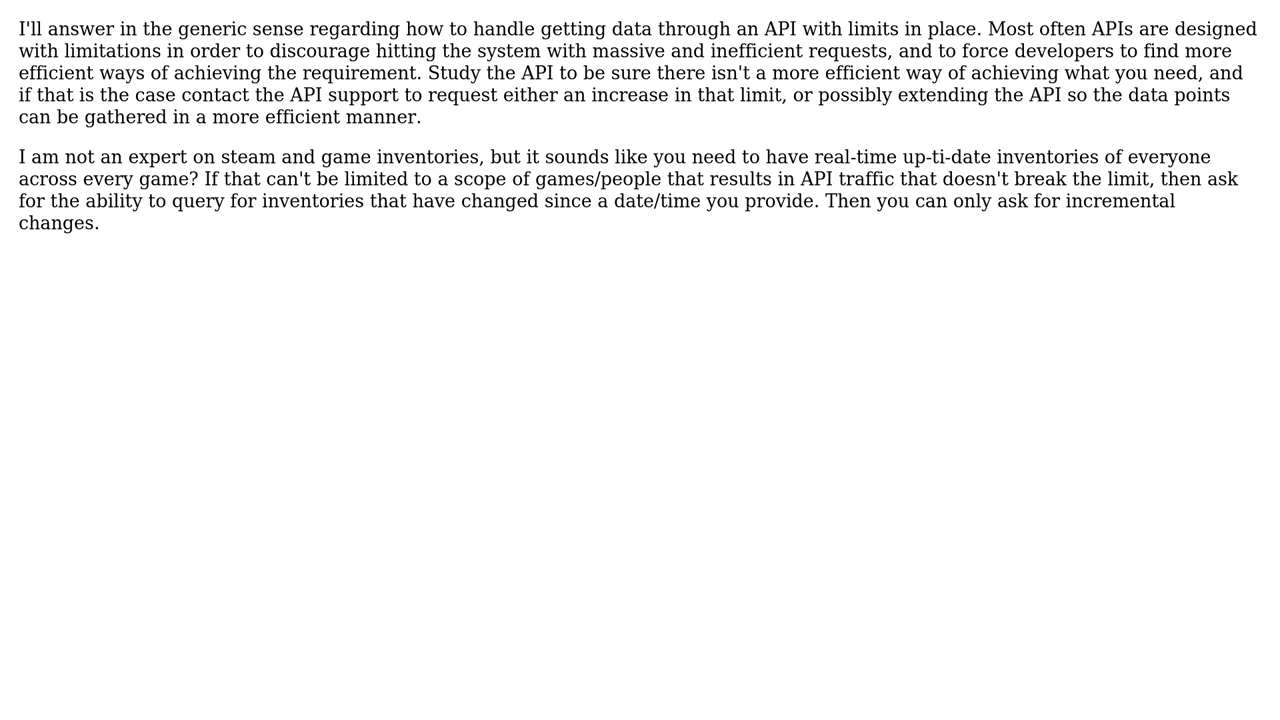 I'll answer in the generic sense regarding how to handle getting data through an API with limits in place. Most often APIs are designed
with limitations in order to discourage hitting the system with massive and inefficient requests, and to force developers to find more
efficient ways of achieving the requirement. Study the API to be sure there isn't a more efficient way of achieving what you need, and
if that is the case contact the API support to request either an increase in that limit, or possibly extending the API so the data points
can be gathered in a more efficient manner.
I am not an expert on steam and game inventories, but it sounds like you need to have real-time up-ti-date inventories of everyone
across every game? If that can't be limited to a scope of games/people that results in API traffic that doesn't break the limit, then ask
for the ability to query for inventories that have changed since a date/time you provide. Then you can only ask for incremental
changes.